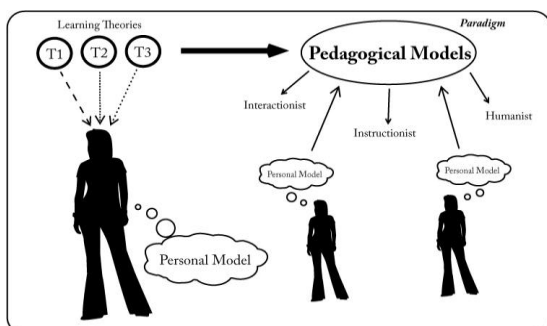 Learning Theories
Paradigm
T1 T2 T3
Pedagogical Models
Interactionist
Instructionist
Humanist
Personal Model
Personal Model
Personal Model